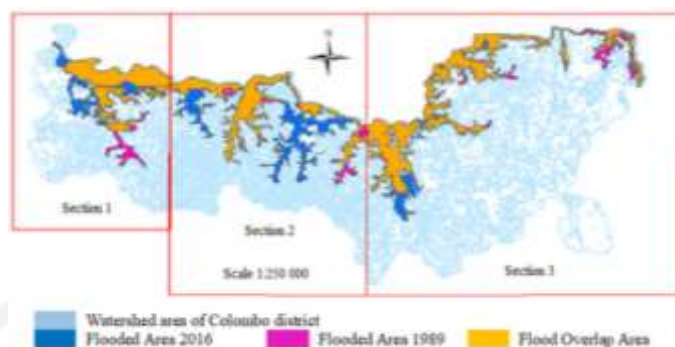 N
Section 1
Section 2
Scale 1:250 000
Section 3
Watershed area of Colombo district
Flooded Area 2016
Flooded Area 1989
Flood Overlap Area